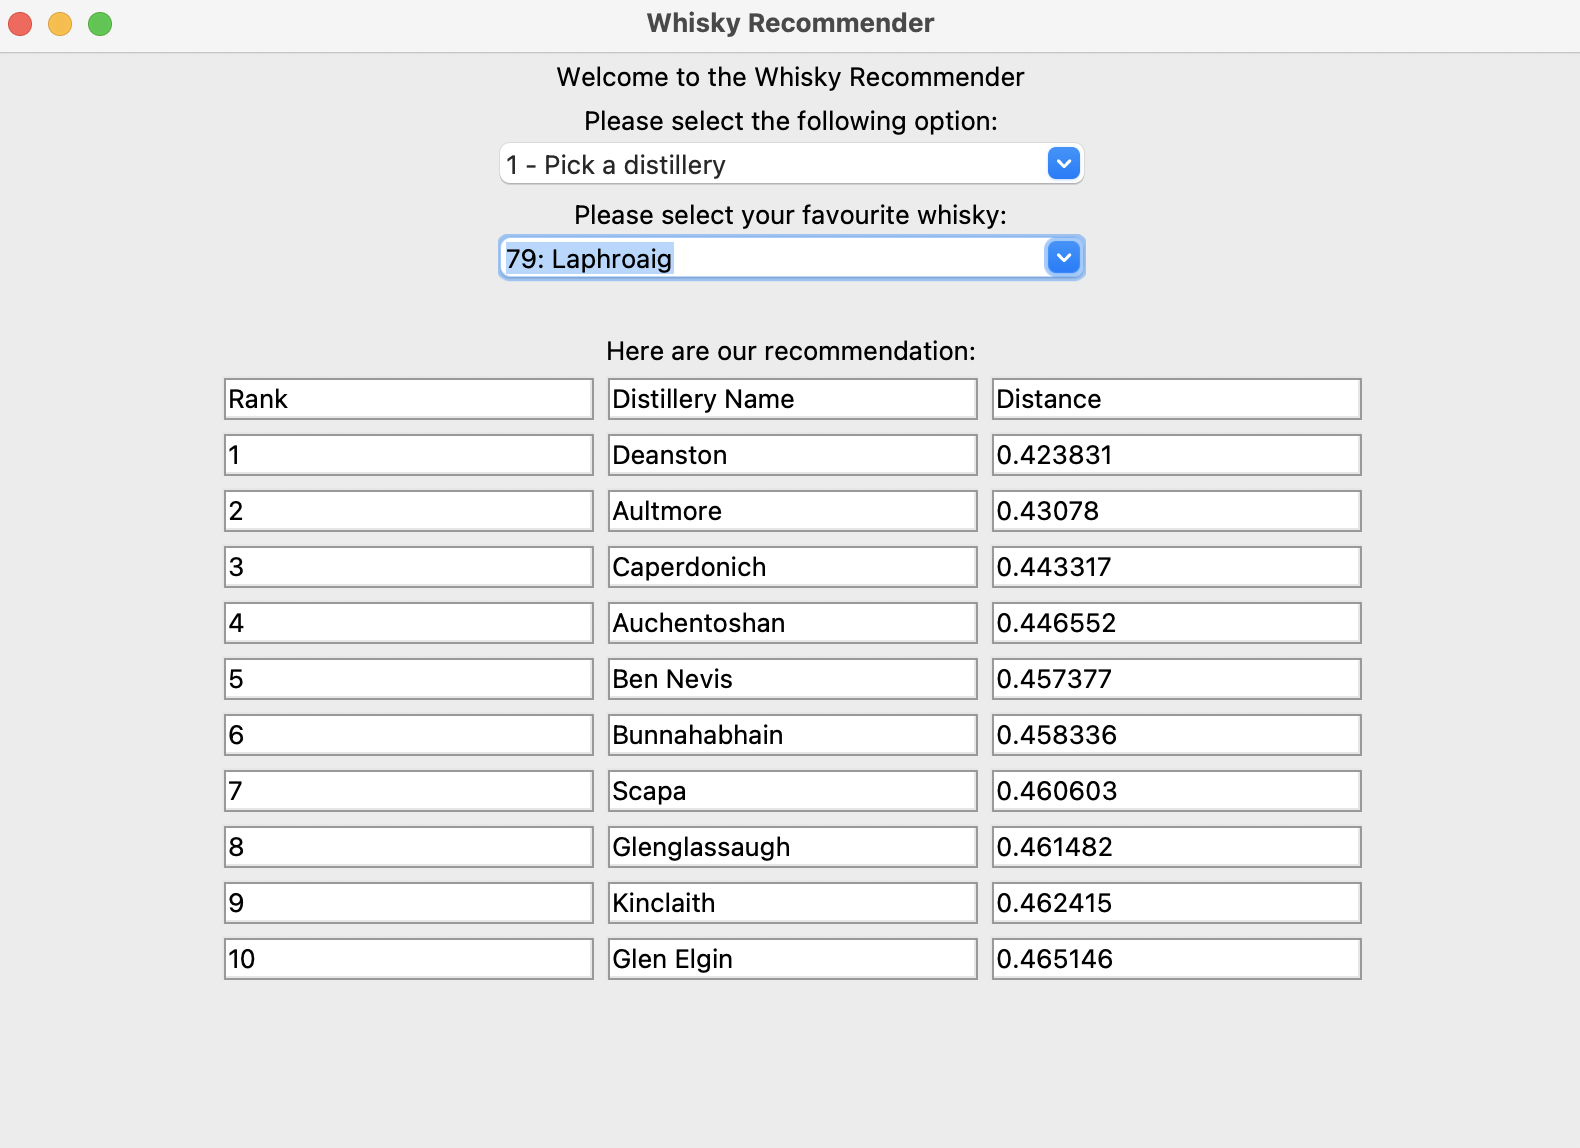 Whisky Recommender
Welcome to the Whisky Recommender
Please select the following option:
1 - Pick a distillery
Please select your favourite whisky:
79: Laphroaig
Here are our recommendation:
Rank Distillery Name Distance
1 Deanston 0.423831
2 Aultmore 0.43078
3 Caperdonich 0.443317
4 Auchentoshan 0.446552
5 Ben Nevis 0.457377
6 Bunnahabhain 0.458336
7 Scapa 0.460603
8 Glenglassaugh 0.461482
9 Kinclaith 0.462415
10 Glen Elgin 0.465146